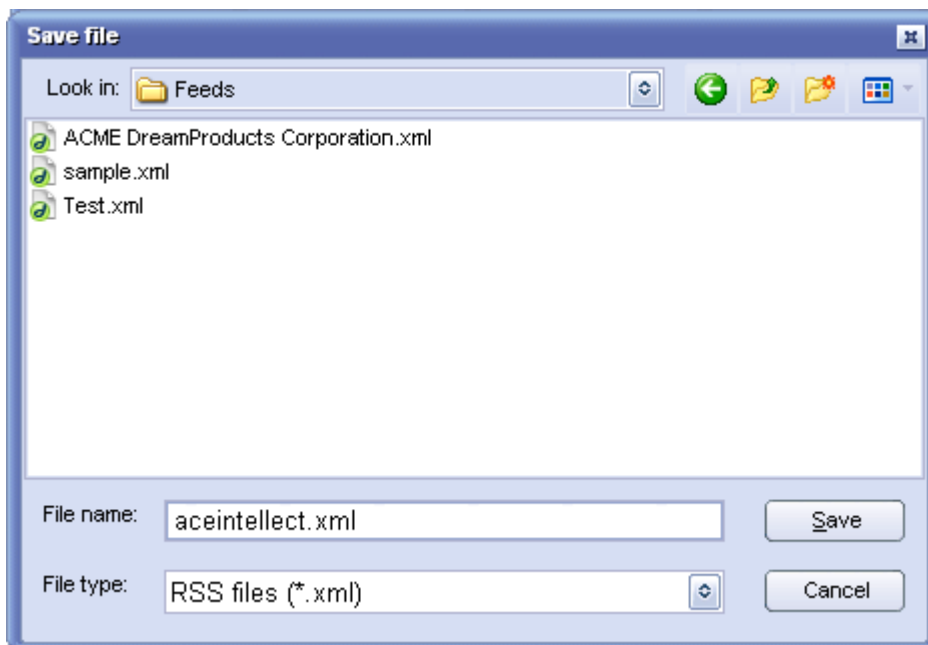 Save file
Look in: Feeds
ACME DreamProducts Corporation.xml
sample.xml
Test.xml
File name: aceintellect.xml Save
File type: RSS files (*.xml) Cancel